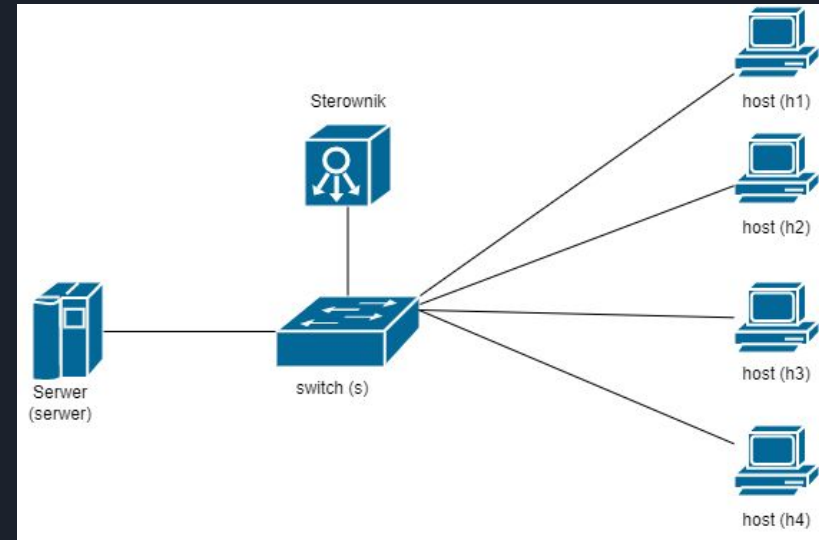 Sterownik
host (h1)
host (h2)
Serwer
(serwer)
switch (s)
host (h3)
host (h4)